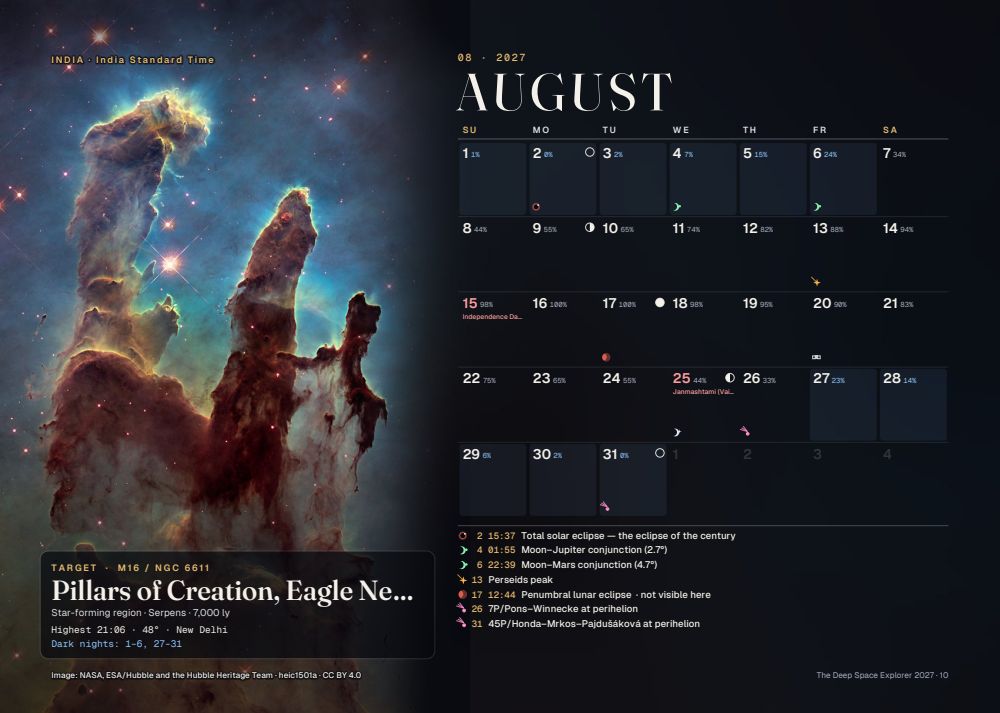 INDIA · India Standard Time
08 · 2027
AUGUST
SU MO TU WE TH FR SA
1 1% 2 0% 3 2% 4 7% 5 15% 6 24% 7 34%
8 44% 9 55% 10 65% 11 74% 12 82% 13 88% 14 94%
15 98% 16 100% 17 100% 18 98% 19 95% 20 90% 21 83%
Independence Da…
22 75% 23 65% 24 55% 25 44% 26 33% 27 23% 28 14%
Janmashtami (Vai…
29 6% 30 2% 31 0% 1 2 3 4
2 15:37 Total solar eclipse — the eclipse of the century
4 01:55 Moon–Jupiter conjunction (2.7°)
6 22:39 Moon–Mars conjunction (4.7°)
13 Perseids peak
17 12:44 Penumbral lunar eclipse · not visible here
26 7P/Pons–Winnecke at perihelion
31 45P/Honda–Mrkos–Pajdušáková at perihelion
TARGET · M16 / NGC 6611
Pillars of Creation, Eagle Ne…
Star-forming region · Serpens · 7,000 ly
Highest 21:06 · 48° · New Delhi
Dark nights: 1–6, 27–31
Image: NASA, ESA/Hubble and the Hubble Heritage Team · heic1501a · CC BY 4.0
The Deep Space Explorer 2027 · 10